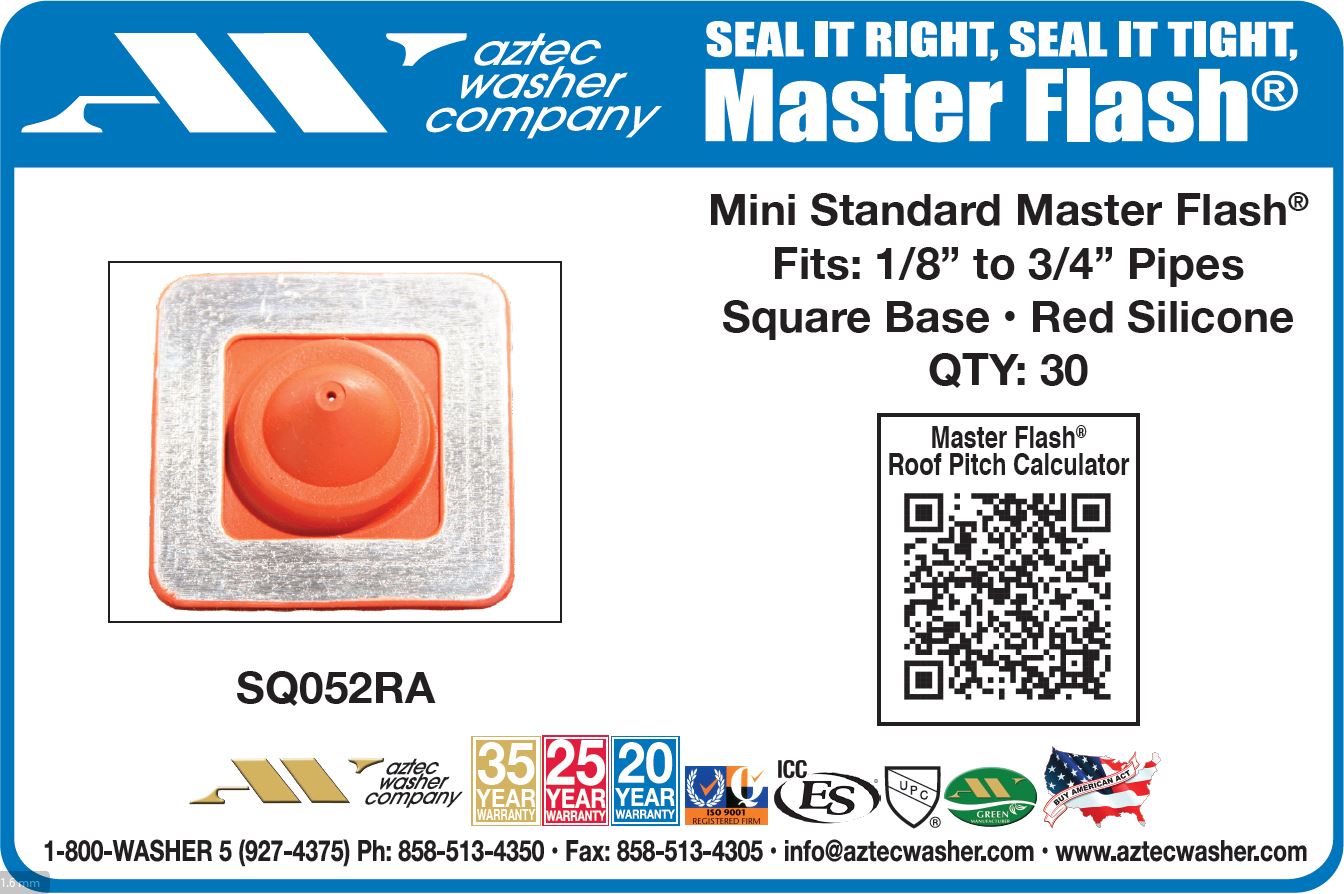 aztec
washer
company
SEAL IT RIGHT, SEAL IT TIGHT,
Master Flash®
Mini Standard Master Flash®
Fits: 1/8” to 3/4” Pipes
Square Base • Red Silicone
QTY: 30
Master Flash®
Roof Pitch Calculator
SQ052RA
aztec
washer
company
35
YEAR
WARRANTY
25
YEAR
WARRANTY
20
YEAR
WARRANTY
Q
ISO 9001
REGISTERED FIRM
ICC
ES
®
UPC
®
GREEN
MANUFACTURER
BUY AMERICAN ACT
1-800-WASHER 5 (927-4375) Ph: 858-513-4350 • Fax: 858-513-4305 • info@aztecwasher.com • www.aztecwasher.com
1.6 mm